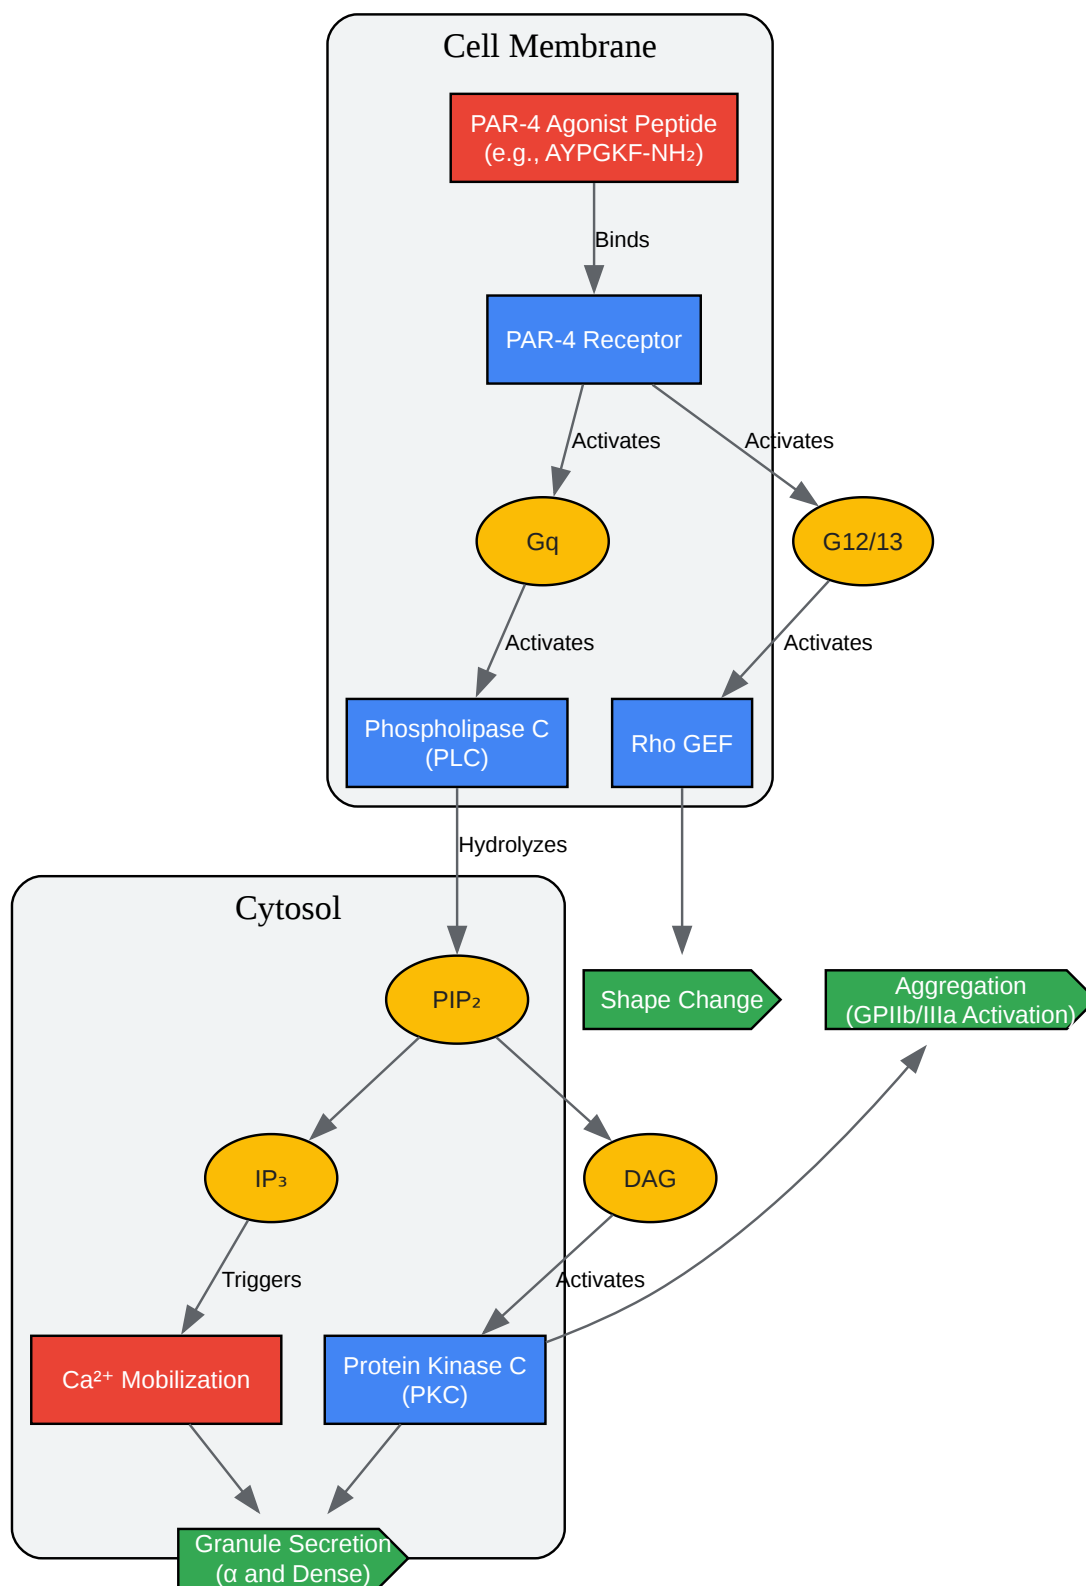 Cell Membrane
PAR-4 Agonist Peptide
(e.g., AYPGKF-NH₂)
Binds
PAR-4 Receptor
Activates
Activates
Gq
G12/13
Activates
Activates
Phospholipase C
(PLC)
Rho GEF
Hydrolyzes
Cytosol
PIP₂
Shape Change
Aggregation
(GPIIb/IIIa Activation)
IP₃
DAG
Triggers
Activates
Ca²⁺ Mobilization
Protein Kinase C
(PKC)
Granule Secretion
(α and Dense)